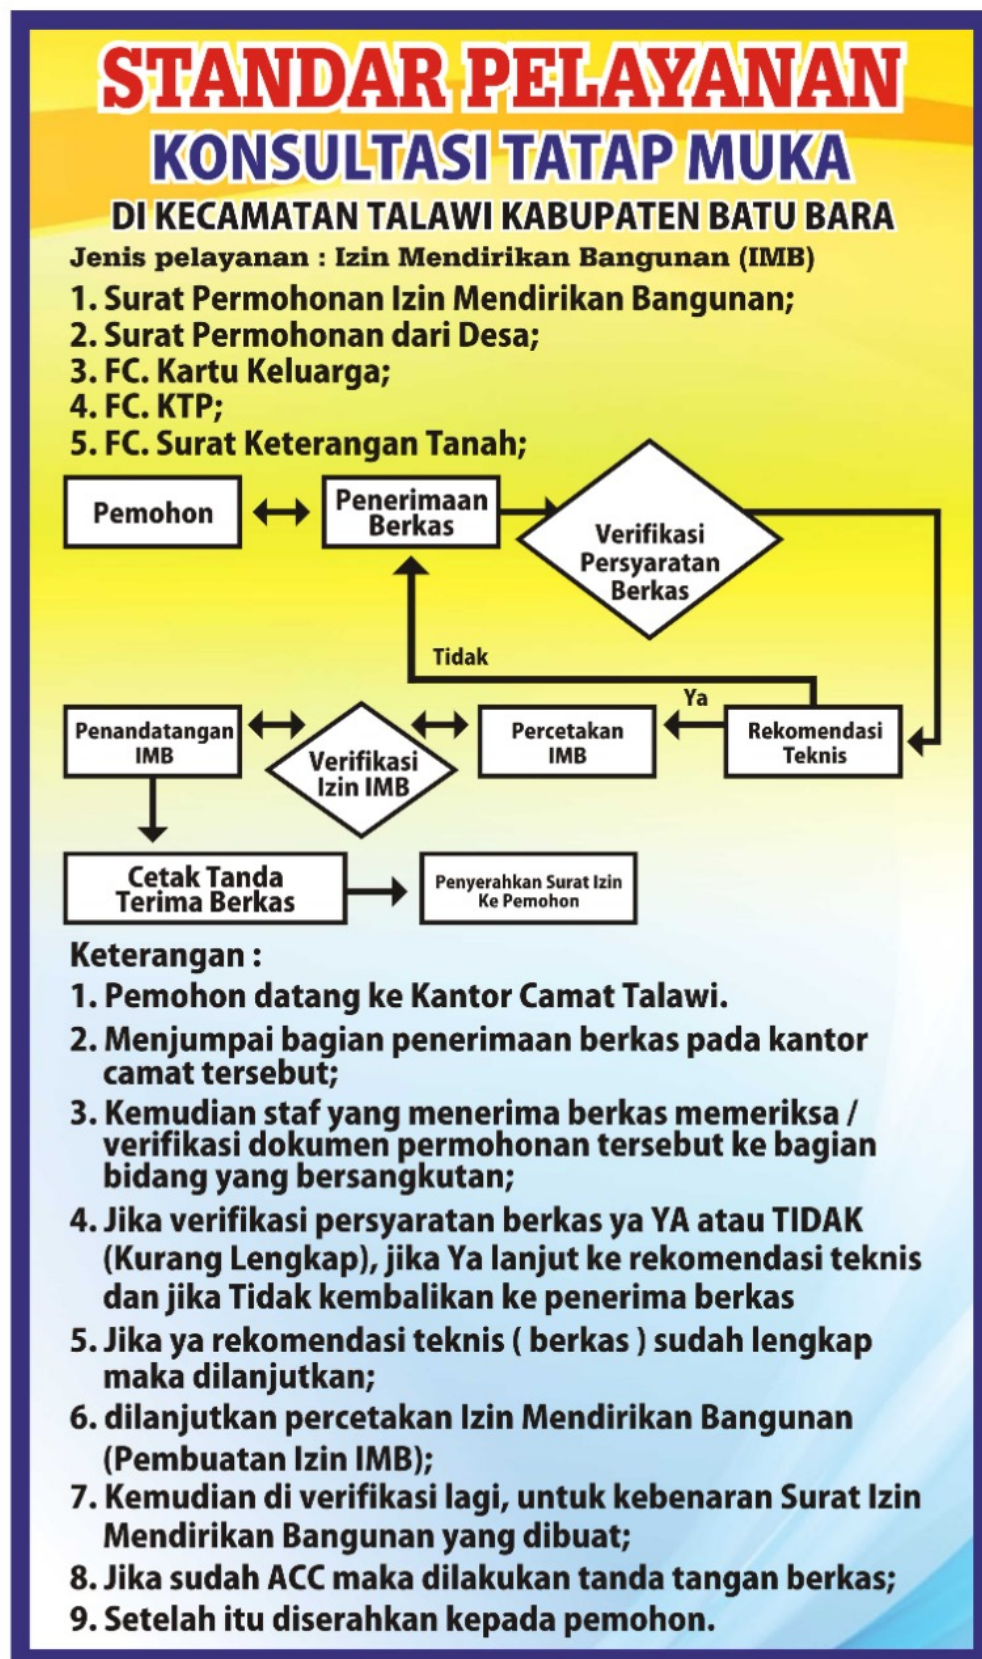 STANDAR PELAYANAN
KONSULTASI TATAP MUKA
DI KECAMATAN TALAWI KABUPATEN BATU BARA
Jenis pelayanan : Izin Mendirikan Bangunan (IMB)
1. Surat Permohonan Izin Mendirikan Bangunan;
2. Surat Permohonan dari Desa;
3. FC. Kartu Keluarga;
4. FC. KTP;
5. FC. Surat Keterangan Tanah;
Pemohon
Penerimaan
Berkas
Verifikasi
Persyaratan
Berkas
Tidak
Ya
Penandatangan
IMB
Verifikasi
Izin IMB
Percetakan
IMB
Rekomendasi
Teknis
Cetak Tanda
Terima Berkas
Penyerahkan Surat Izin
Ke Pemohon
Keterangan :
1. Pemohon datang ke Kantor Camat Talawi.
2. Menjumpai bagian penerimaan berkas pada kantor
camat tersebut;
3. Kemudian staf yang menerima berkas memeriksa /
verifikasi dokumen permohonan tersebut ke bagian
bidang yang bersangkutan;
4. Jika verifikasi persyaratan berkas ya YA atau TIDAK
(Kurang Lengkap), jika Ya lanjut ke rekomendasi teknis
dan jika Tidak kembalikan ke penerima berkas
5. Jika ya rekomendasi teknis ( berkas ) sudah lengkap
maka dilanjutkan;
6. dilanjutkan percetakan Izin Mendirikan Bangunan
(Pembuatan Izin IMB);
7. Kemudian di verifikasi lagi, untuk kebenaran Surat Izin
Mendirikan Bangunan yang dibuat;
8. Jika sudah ACC maka dilakukan tanda tangan berkas;
9. Setelah itu diserahkan kepada pemohon.